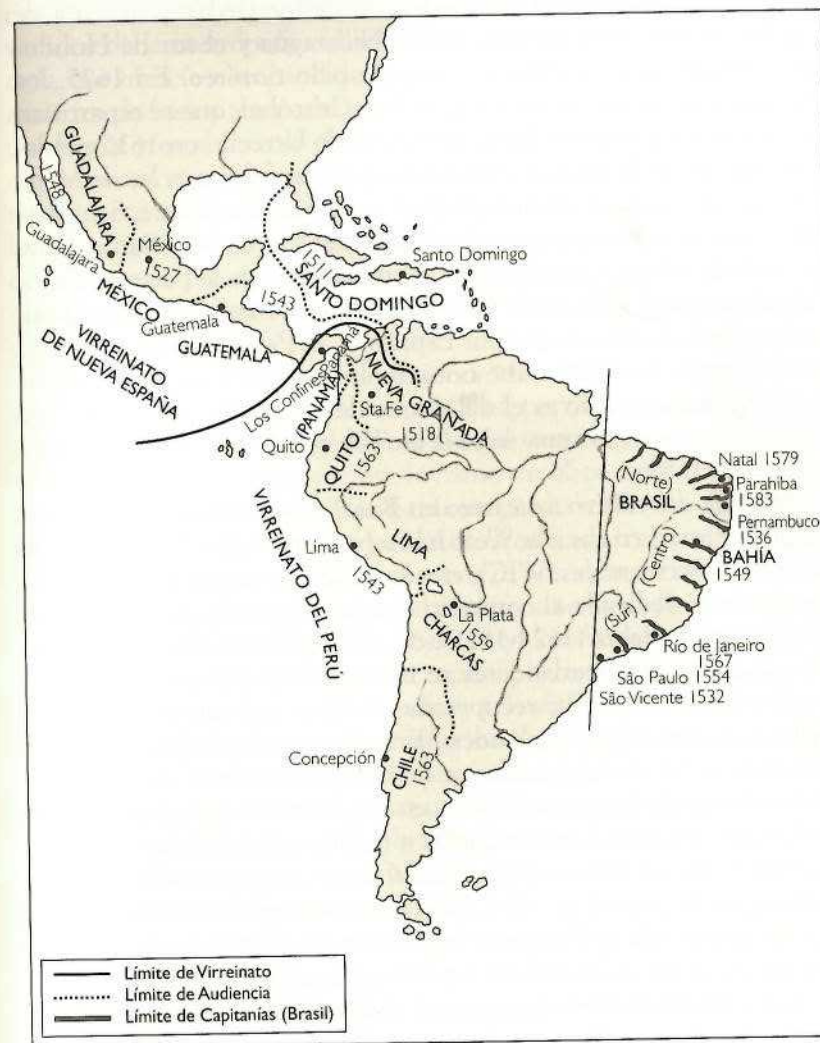 GUADALAJARA
1548
Guadalajara
México
1527
MÉXICO
Guatemala
1543
GUATEMALA
VIRREINATO
DE NUEVA ESPAÑA
1511
Santo Domingo
SANTO DOMINGO
Los Confines
Panamá
(PANAMÁ)
NUEVA GRANADA
Sta.Fe
1518
Quito
QUITO
1563
VIRREINATO DEL PERÚ
Lima
LIMA
1543
La Plata
1559
CHARCAS
Concepción
CHILE
1563
(Norte)
BRASIL
(Centro)
(Sur)
Natal 1579
Parahiba
1583
Pernambuco
1536
BAHÍA
1549
Río de Janeiro
1567
Sâo Paulo 1554
Sâo Vicente 1532
Límite de Virreinato
Límite de Audiencia
Límite de Capitanías (Brasil)